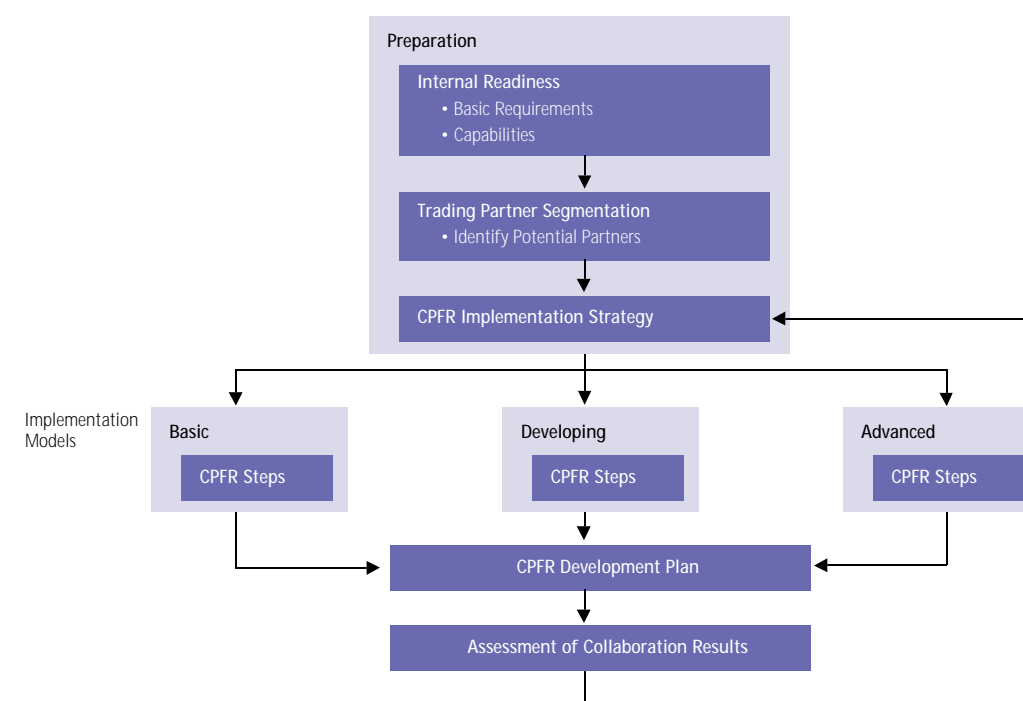 Preparation
Internal Readiness
• Basic Requirements
• Capabilities
Trading Partner Segmentation
• Identify Potential Partners
CPFR Implementation Strategy
Implementation
Models
Basic
CPFR Steps
Developing
CPFR Steps
Advanced
CPFR Steps
CPFR Development Plan
Assessment of Collaboration Results